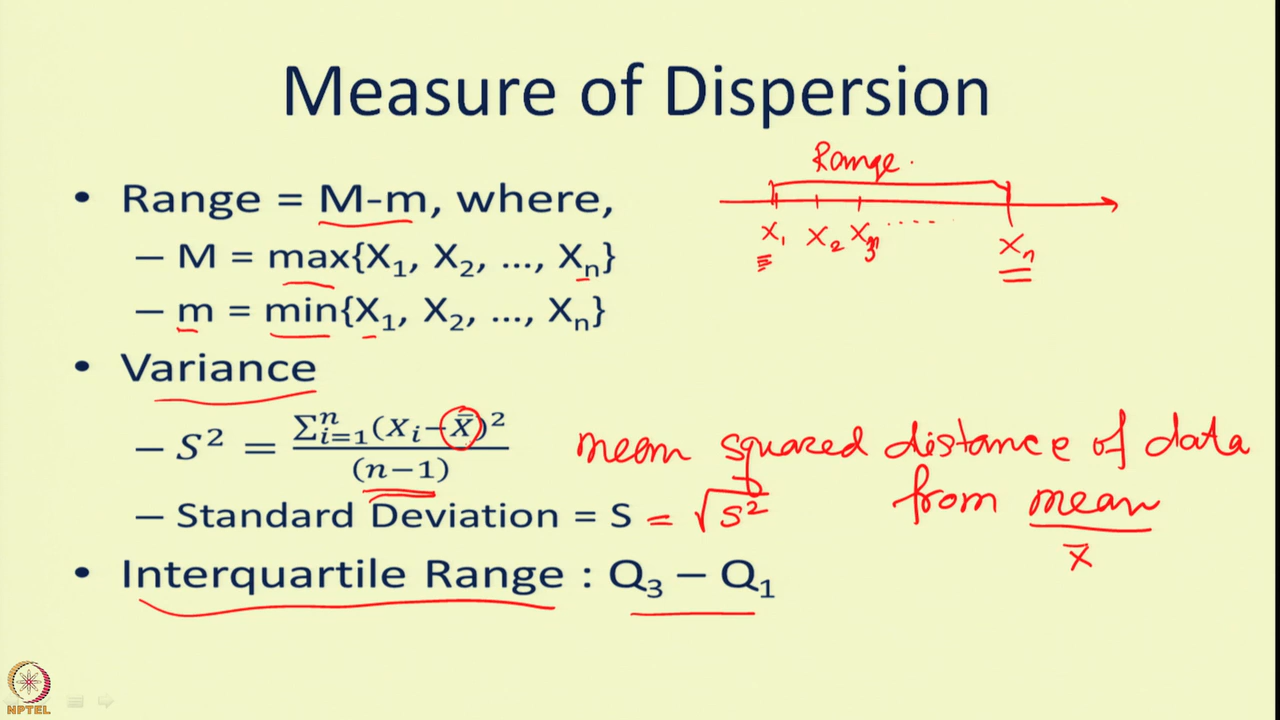 Measure of Dispersion
Range.
• Range = M-m, where,
x₁ x₂ x₃ ..... xₙ
– M = max{X₁, X₂, ..., Xₙ}
– m = min{X₁, X₂, ..., Xₙ}
• Variance
– S² = Σⁿᵢ₌₁(Xᵢ−X̄)² / (n−1)
mean squared distance of data
from mean
x̄
– Standard Deviation = S = √S²
• Interquartile Range : Q₃ – Q₁
NPTEL